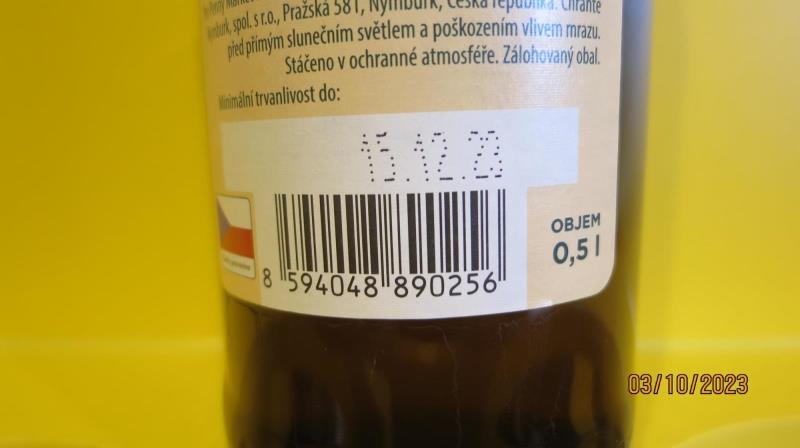 Pražská 581, Nymburk, Česká republika. Chraňte
Nymburk, spol. s r.o.,
před přímým slunečním světlem a poškozením vlivem mrazu.
Stáčeno v ochranné atmosféře. Zálohovaný obal.
Minimální trvanlivost do:
15.12.23
OBJEM
0,5 l
8 594048 890256
03/10/2023